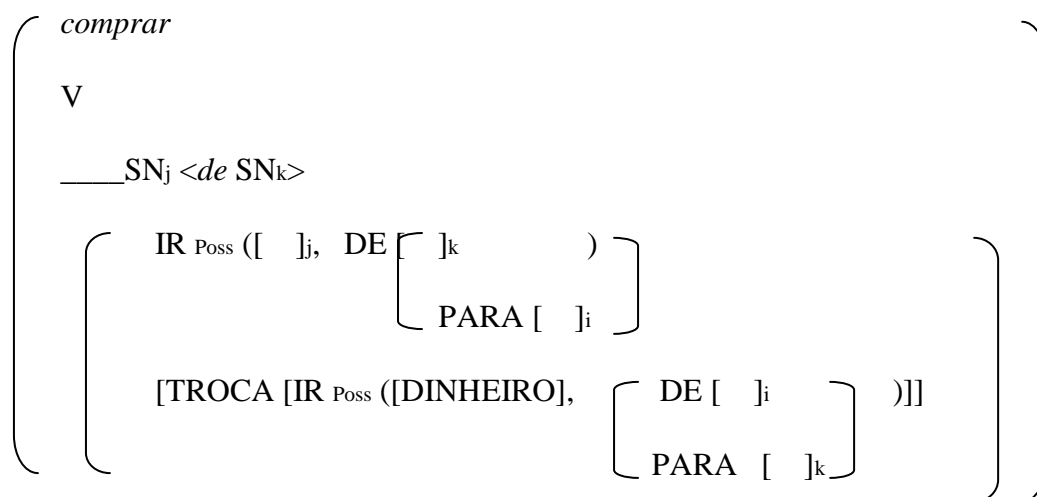 comprar
V
____SNj <de SNk>
IR Poss ([ ]j, DE [ ]k )
PARA [ ]i
[TROCA [IR Poss ([DINHEIRO], DE [ ]i )]]
PARA [ ]k